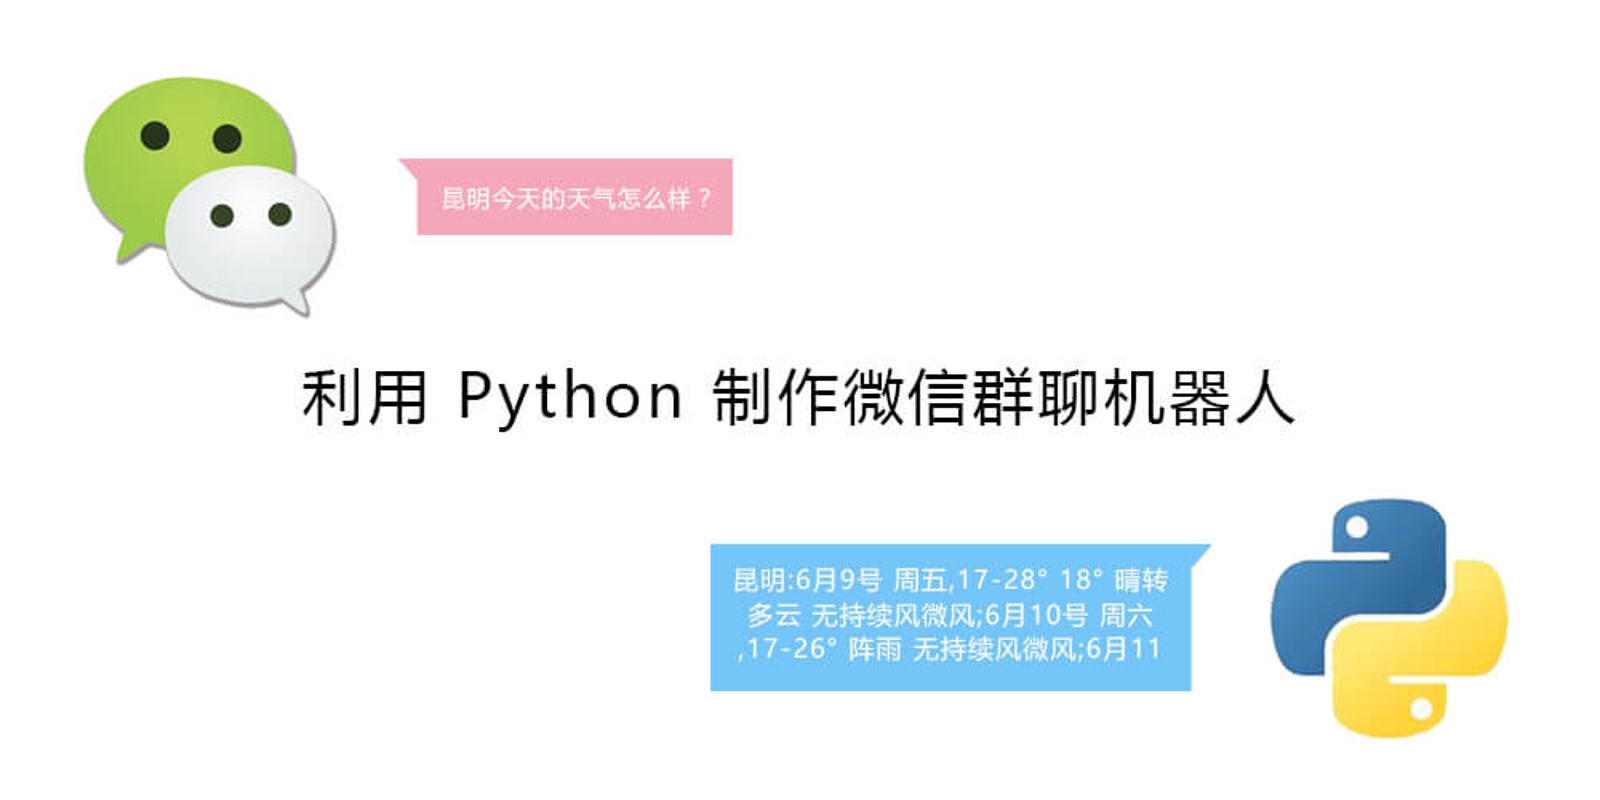 昆明今天的天气怎么样？
利用 Python 制作微信群聊机器人
昆明:6月9号 周五,17-28° 18° 晴转
多云 无持续风微风;6月10号 周六
,17-26° 阵雨 无持续风微风;6月11